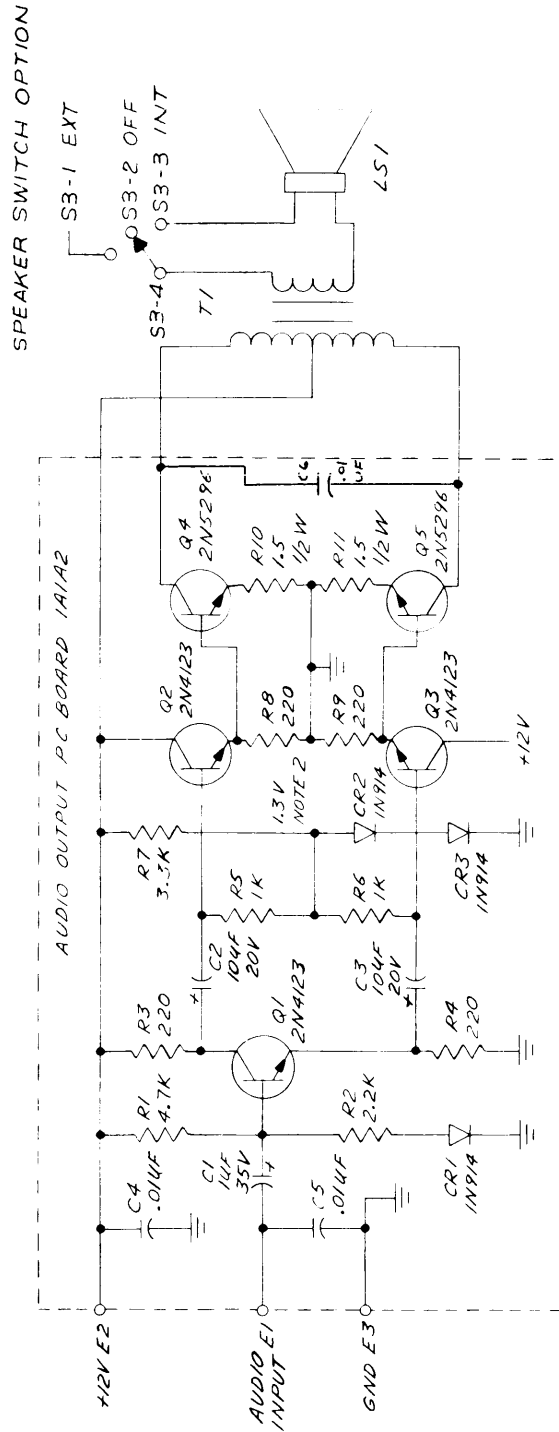 SPEAKER SWITCH OPTION
S3-1 EXT
S3-2 OFF
S3-3 INT
S3-4
T1
LS1
AUDIO OUTPUT PC BOARD 1A1A2
+12V E2
AUDIO
INPUT E1
GND E3
C4
.01UF
C5
.01UF
C1
1UF
35V
R1
4.7K
R2
2.2K
CR1
1N914
R3
220
Q1
2N4123
R4
220
C2
10UF
20V
C3
10UF
20V
R7
3.3K
R5
1K
R6
1K
1.3V
NOTE 2
CR2
1N914
CR3
1N914
Q2
2N4123
R8
220
R9
220
Q3
2N4123
+12V
Q4
2N5296
R10
1.5
1/2 W
R11
1.5
1/2 W
Q5
2N5296
C6
.01
UF